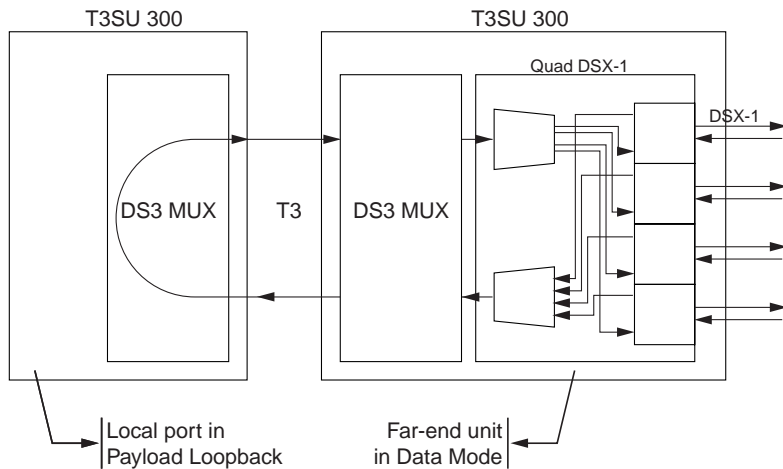 T3SU 300
T3SU 300
Quad DSX-1
DSX-1
DS3 MUX
T3
DS3 MUX
Local port in
Payload Loopback
Far-end unit
in Data Mode